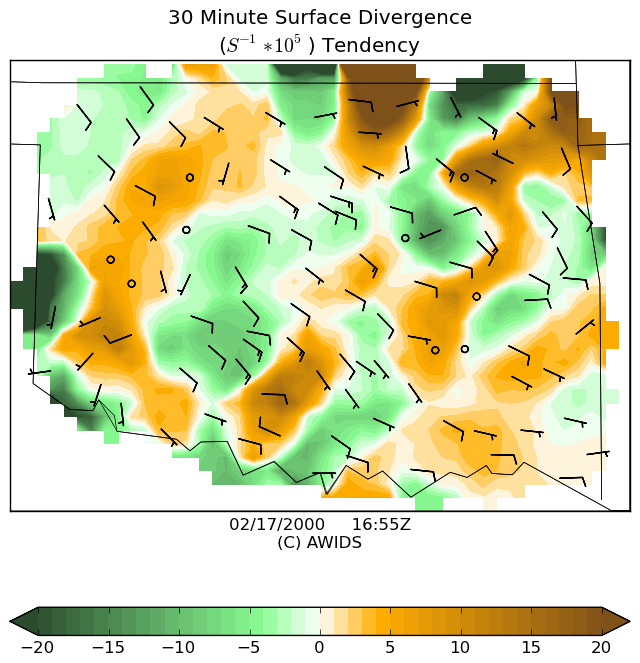 30 Minute Surface Divergence
(S⁻¹ * 10⁵ ) Tendency
02/17/2000 16:55Z
(C) AWIDS
−20 −15 −10 −5 0 5 10 15 20